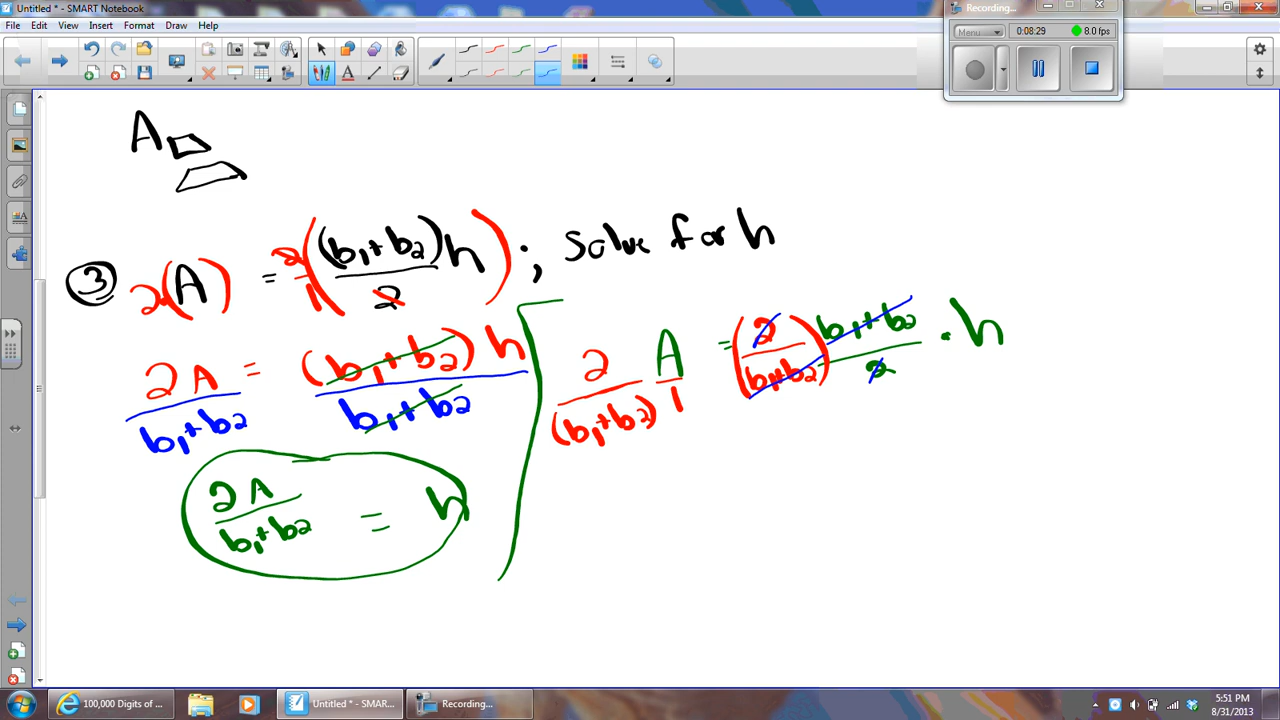 Untitled * - SMART Notebook
File Edit View Insert Format Draw Help
Recording...
Menu
0:08:29
8.0 fps
A
3 2(A) = 2/1((b₁+b₂)h/2) ; Solve for h
2A/b₁+b₂ = (b₁+b₂)h/b₁+b₂
2A/b₁+b₂ = h
2/(b₁+b₂) A/1 = (2/(b₁+b₂)) b₁+b₂/2 · h
100,000 Digits of ...
SMART Notebook
Recording...
5:51 PM
8/31/2013